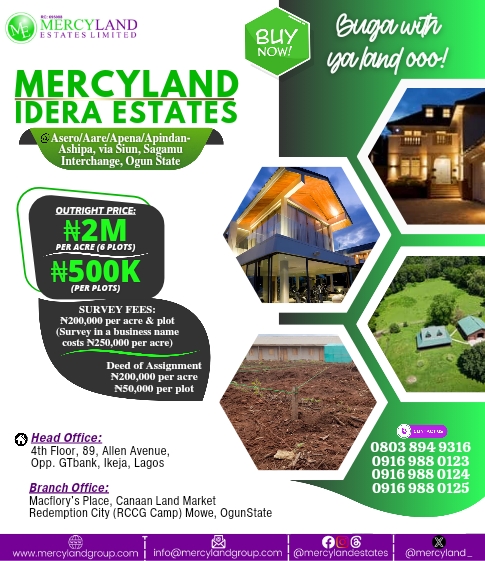 RC: 695898
MERCYLAND
ESTATES LIMITED
BUY
NOW!
Buga with
ya land ooo!
MERCYLAND
IDERA ESTATES
@Asero/Aare/Apena/Apindan-
Ashipa, via Siun, Sagamu
Interchange, Ogun State
OUTRIGHT PRICE:
₦2M
PER ACRE (6 PLOTS)
₦500K
(PER PLOTS)
SURVEY FEES:
₦200,000 per acre & plot
(Survey in a business name
costs ₦250,000 per acre)
Deed of Assignment
₦200,000 per acre
₦50,000 per plot
Head Office:
4th Floor, 89, Allen Avenue,
Opp. GTbank, Ikeja, Lagos
Branch Office:
Macflory's Place, Canaan Land Market
Redemption City (RCCG Camp) Mowe, OgunState
CONTACT US
0803 894 9316
0916 988 0123
0916 988 0124
0916 988 0125
www.mercylandgroup.com
info@mercylandgroup.com
@mercylandestates
@mercyland_